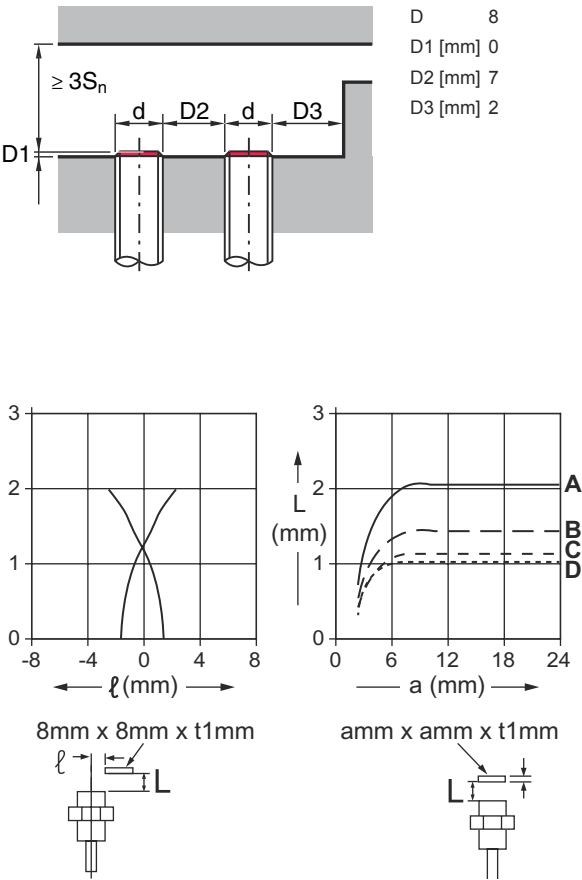 D 8
D1 [mm] 0
D2 [mm] 7
D3 [mm] 2
≥ 3Sn
d D2 d D3
D1
3
2
1
0
-8 -4 0 4 8
ℓ (mm)
8mm x 8mm x t1mm
ℓ
L
3
2
1
0
L
(mm)
A
B
C
D
0 6 12 18 24
a (mm)
amm x amm x t1mm
L